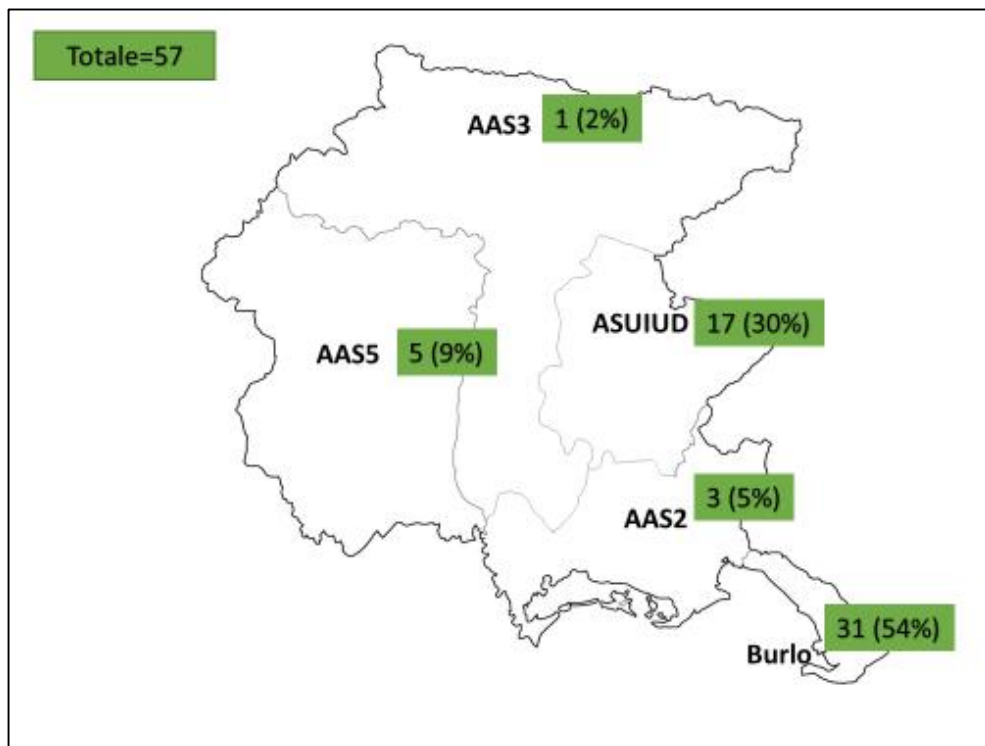 Totale=57
AAS3 1 (2%)
ASUIUD 17 (30%)
AAS5 5 (9%)
AAS2 3 (5%)
Burlo 31 (54%)